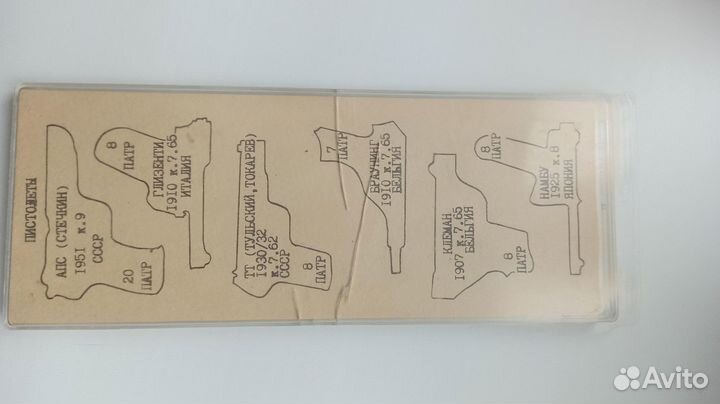 ПИСТОЛЕТЫ
АПС (СТЕЧКИН)
1951 к.9
СССР
20
ПАТР
8
ПАТР
ГЛИЗЕНТИ
1910 к.7.65
ИТАЛИЯ
ТТ (ТУЛЬСКИЙ,ТОКАРЕВ)
1930/32
к.7.62
СССР
8
ПАТР
7
ПАТР
БРАУНИНГ
1910 к.7.65
БЕЛЬГИЯ
КЛЕМАН
1907 к.7.65
БЕЛЬГИЯ
8
ПАТР
8
ПАТР
НАМБУ
1925 к.8
ЯПОНИЯ
Avito